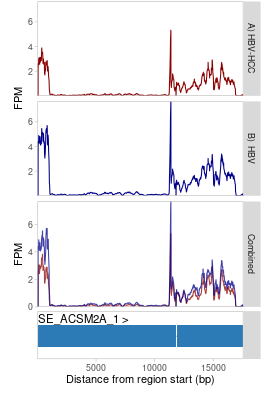 A) HBV-HCC
6
4
2
FPM
B) HBV
6
4
2
FPM
Combined
6
4
2
0
FPM
SE_ACSM2A_1 >
5000 10000 15000
Distance from region start (bp)